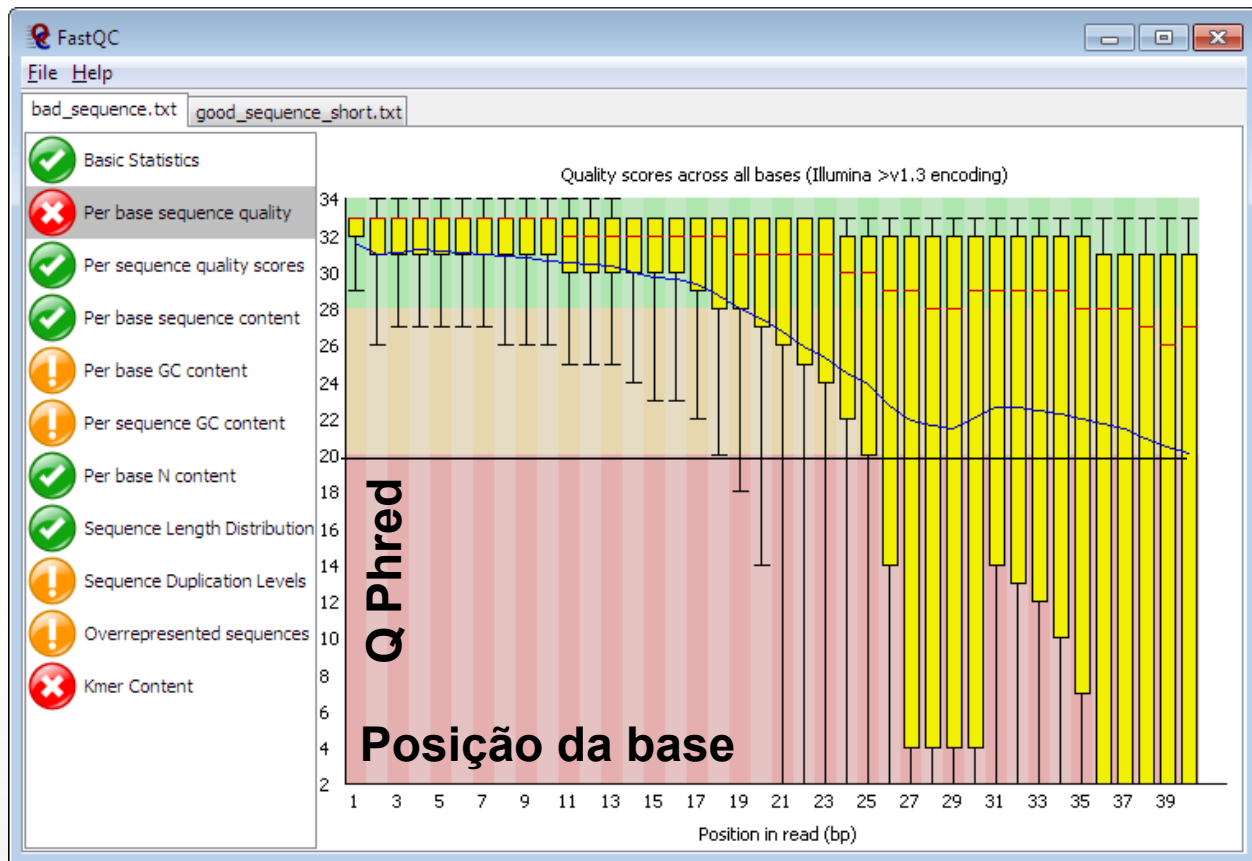 FastQC
File Help
bad_sequence.txt good_sequence_short.txt
Basic Statistics
Per base sequence quality
Per sequence quality scores
Per base sequence content
Per base GC content
Per sequence GC content
Per base N content
Sequence Length Distribution
Sequence Duplication Levels
Overrepresented sequences
Kmer Content
Quality scores across all bases (Illumina >v1.3 encoding)
34
32
30
28
26
24
22
20
18
16
14
12
10
8
6
4
2
Q Phred
Posição da base
1 3 5 7 9 11 13 15 17 19 21 23 25 27 29 31 33 35 37 39
Position in read (bp)